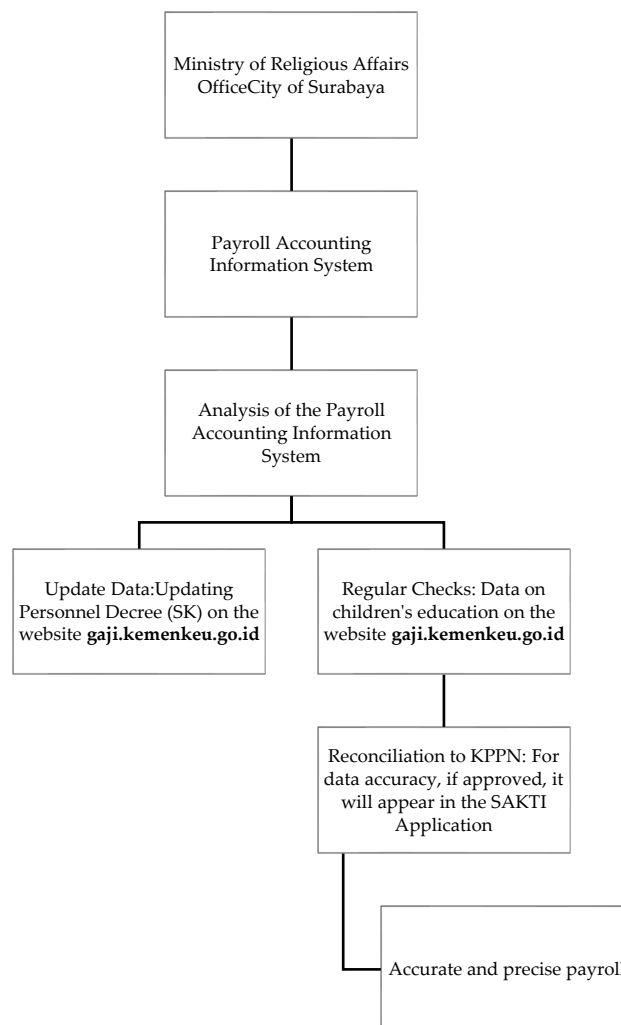 Ministry of Religious Affairs
OfficeCity of Surabaya
Payroll Accounting
Information System
Analysis of the Payroll
Accounting Information
System
Update Data:Updating
Personnel Decree (SK) on the
website gaji.kemenkeu.go.id
Regular Checks: Data on
children's education on the
website gaji.kemenkeu.go.id
Reconciliation to KPPN: For
data accuracy, if approved, it
will appear in the SAKTI
Application
Accurate and precise payroll